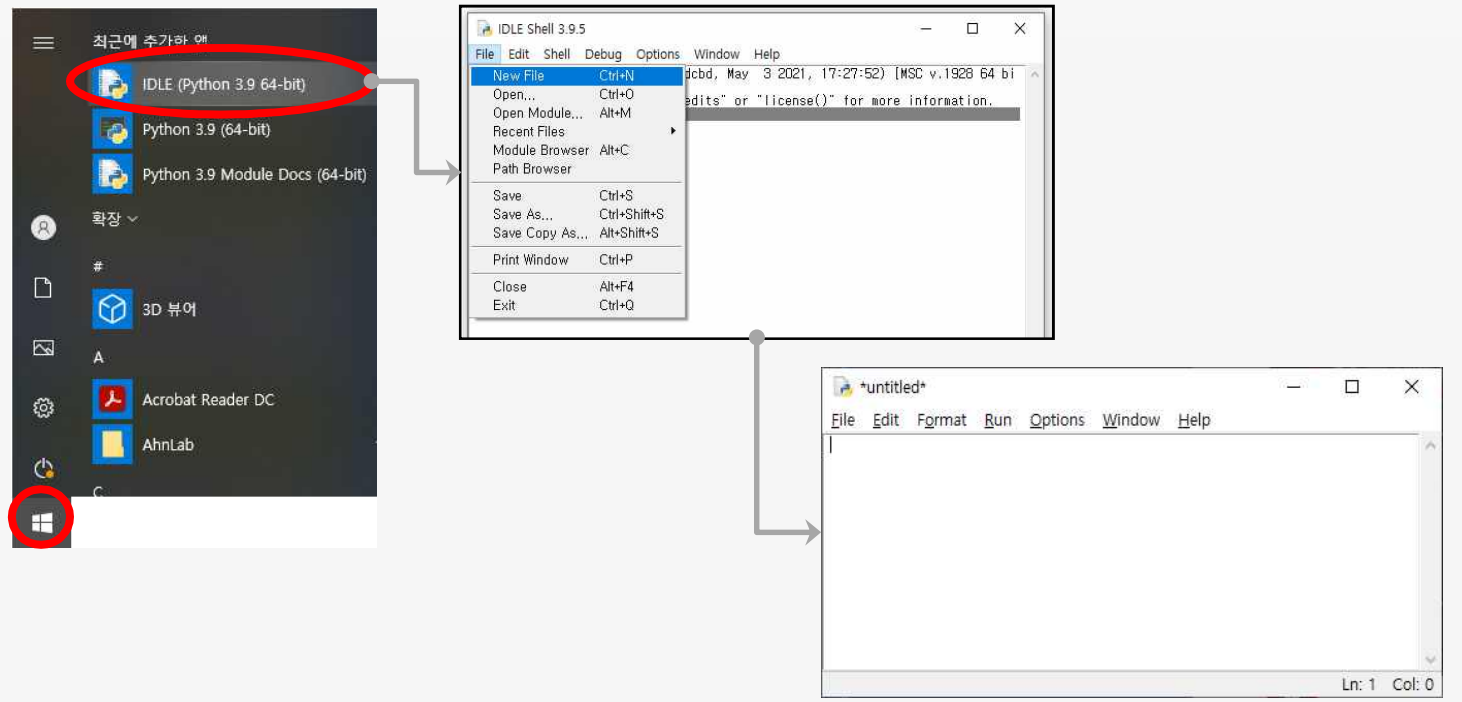 최근에 추가한 앱
IDLE (Python 3.9 64-bit)
Python 3.9 (64-bit)
Python 3.9 Module Docs (64-bit)
확장
#
3D 뷰어
A
Acrobat Reader DC
AhnLab
C
IDLE Shell 3.9.5
File Edit Shell Debug Options Window Help
New File Ctrl+N
dcbd, May 3 2021, 17:27:52) [MSC v.1928 64 bi
Open... Ctrl+O
edits" or "license()" for more information.
Open Module... Alt+M
Recent Files
Module Browser Alt+C
Path Browser
Save Ctrl+S
Save As... Ctrl+Shift+S
Save Copy As... Alt+Shift+S
Print Window Ctrl+P
Close Alt+F4
Exit Ctrl+Q
*untitled*
File Edit Format Run Options Window Help
Ln: 1 Col: 0